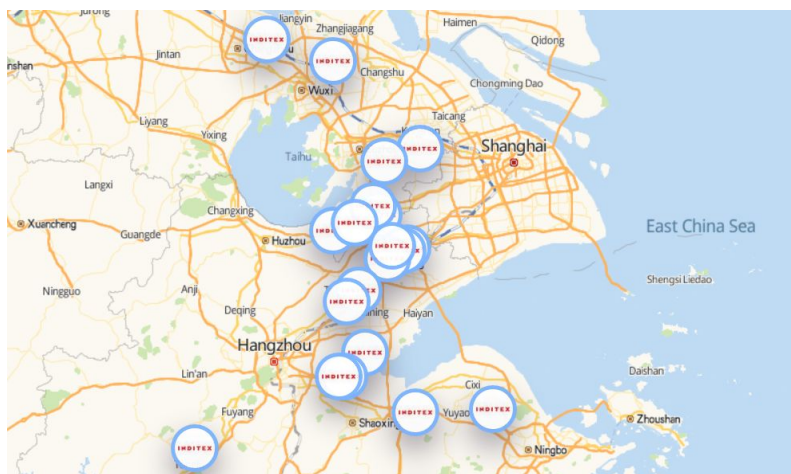 Jiangyin
Haimen
Zhangjiagang
Qidong
INDITEX
Jintan
INDITEX
Changshu
Chongming Dao
Wuxi
Liyang
Taicang
Yixing
Shanghai
INDITEX
INDITEX
Taihu
Langxi
Changxing
Xuancheng
INDITEX
East China Sea
Guangde
Huzhou
INDITEX
Shengsi Liedao
Anji
Ningguo
INDITEX
Deqing
Haiyan
Hangzhou
INDITEX
Daishan
Lin'an
INDITEX
Cixi
Fuyang
INDITEX
Yuyao
INDITEX
Zhoushan
Shaoxing
INDITEX
Ningbo